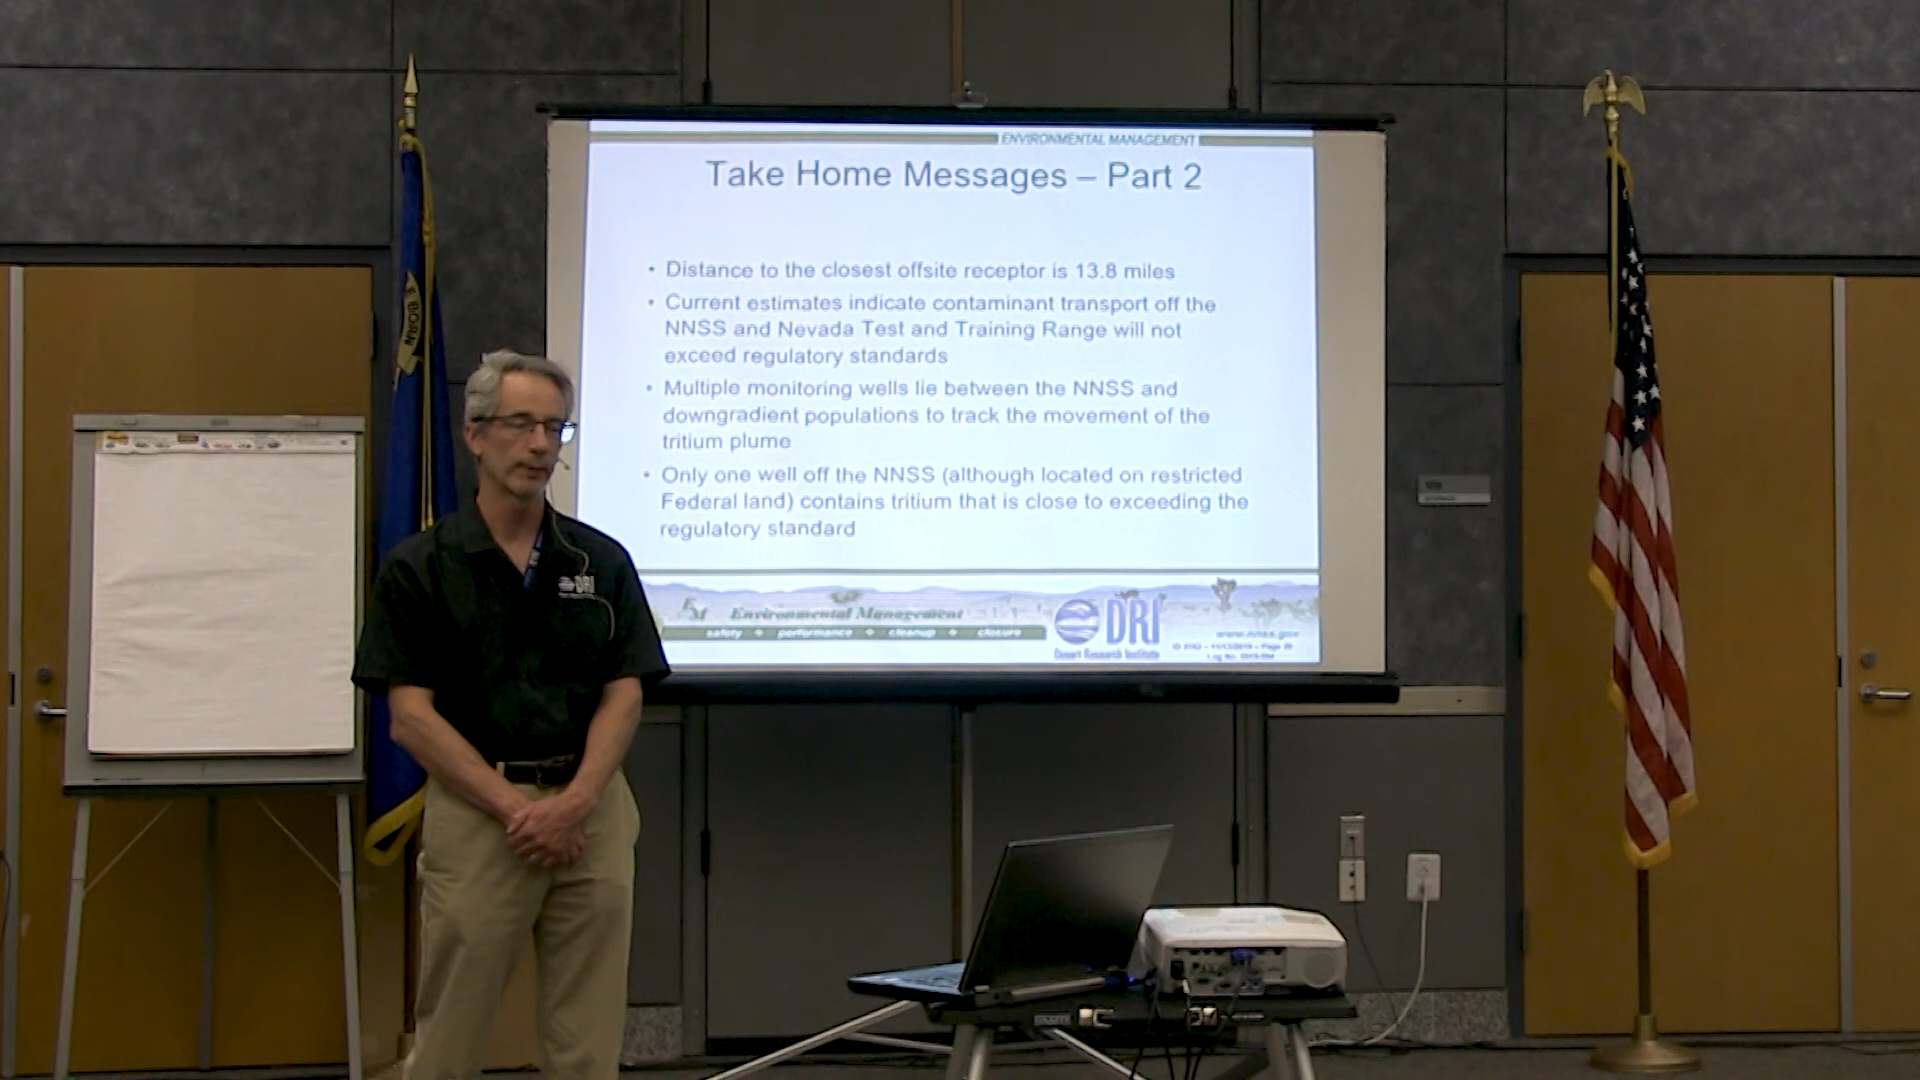 ENVIRONMENTAL MANAGEMENT
Take Home Messages – Part 2
• Distance to the closest offsite receptor is 13.8 miles
• Current estimates indicate contaminant transport off the
NNSS and Nevada Test and Training Range will not
exceed regulatory standards
• Multiple monitoring wells lie between the NNSS and
downgradient populations to track the movement of the
tritium plume
• Only one well off the NNSS (although located on restricted
Federal land) contains tritium that is close to exceeding the
regulatory standard
EM Environmental Management
safety performance cleanup closure
DRI
Desert Research Institute
www.nnss.gov
BORN
DRI